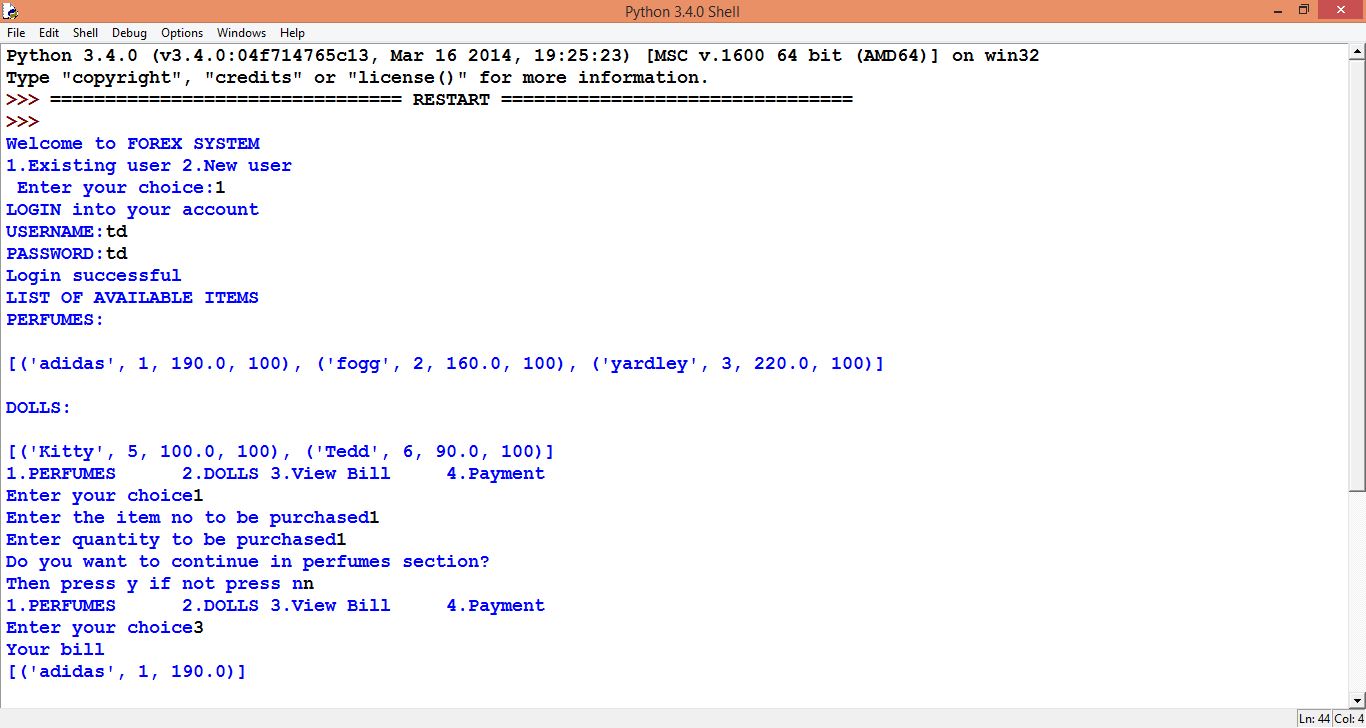 Python 3.4.0 Shell
File Edit Shell Debug Options Windows Help
Python 3.4.0 (v3.4.0:04f714765c13, Mar 16 2014, 19:25:23) [MSC v.1600 64 bit (AMD64)] on win32
Type "copyright", "credits" or "license()" for more information.
>>> ================================ RESTART ================================
>>>
Welcome to FOREX SYSTEM
1.Existing user 2.New user
 Enter your choice:1
LOGIN into your account
USERNAME:td
PASSWORD:td
Login successful
LIST OF AVAILABLE ITEMS
PERFUMES:
[('adidas', 1, 190.0, 100), ('fogg', 2, 160.0, 100), ('yardley', 3, 220.0, 100)]
DOLLS:
[('Kitty', 5, 100.0, 100), ('Tedd', 6, 90.0, 100)]
1.PERFUMES      2.DOLLS 3.View Bill     4.Payment
Enter your choice1
Enter the item no to be purchased1
Enter quantity to be purchased1
Do you want to continue in perfumes section?
Then press y if not press nn
1.PERFUMES      2.DOLLS 3.View Bill     4.Payment
Enter your choice3
Your bill
[('adidas', 1, 190.0)]
Ln: 44 Col: 4